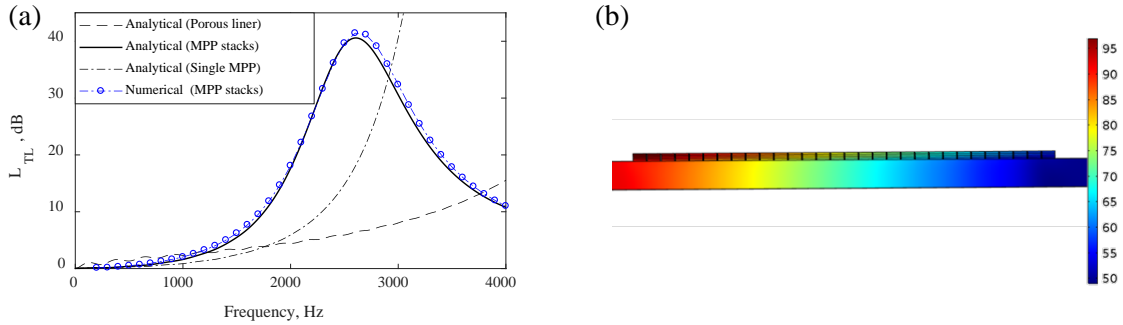 (a)
Analytical (Porous liner)
Analytical (MPP stacks)
Analytical (Single MPP)
Numerical (MPP stacks)
L TL , dB
40
30
20
10
0
0 1000 2000 3000 4000
Frequency, Hz
(b)
95
90
85
80
75
70
65
60
55
50